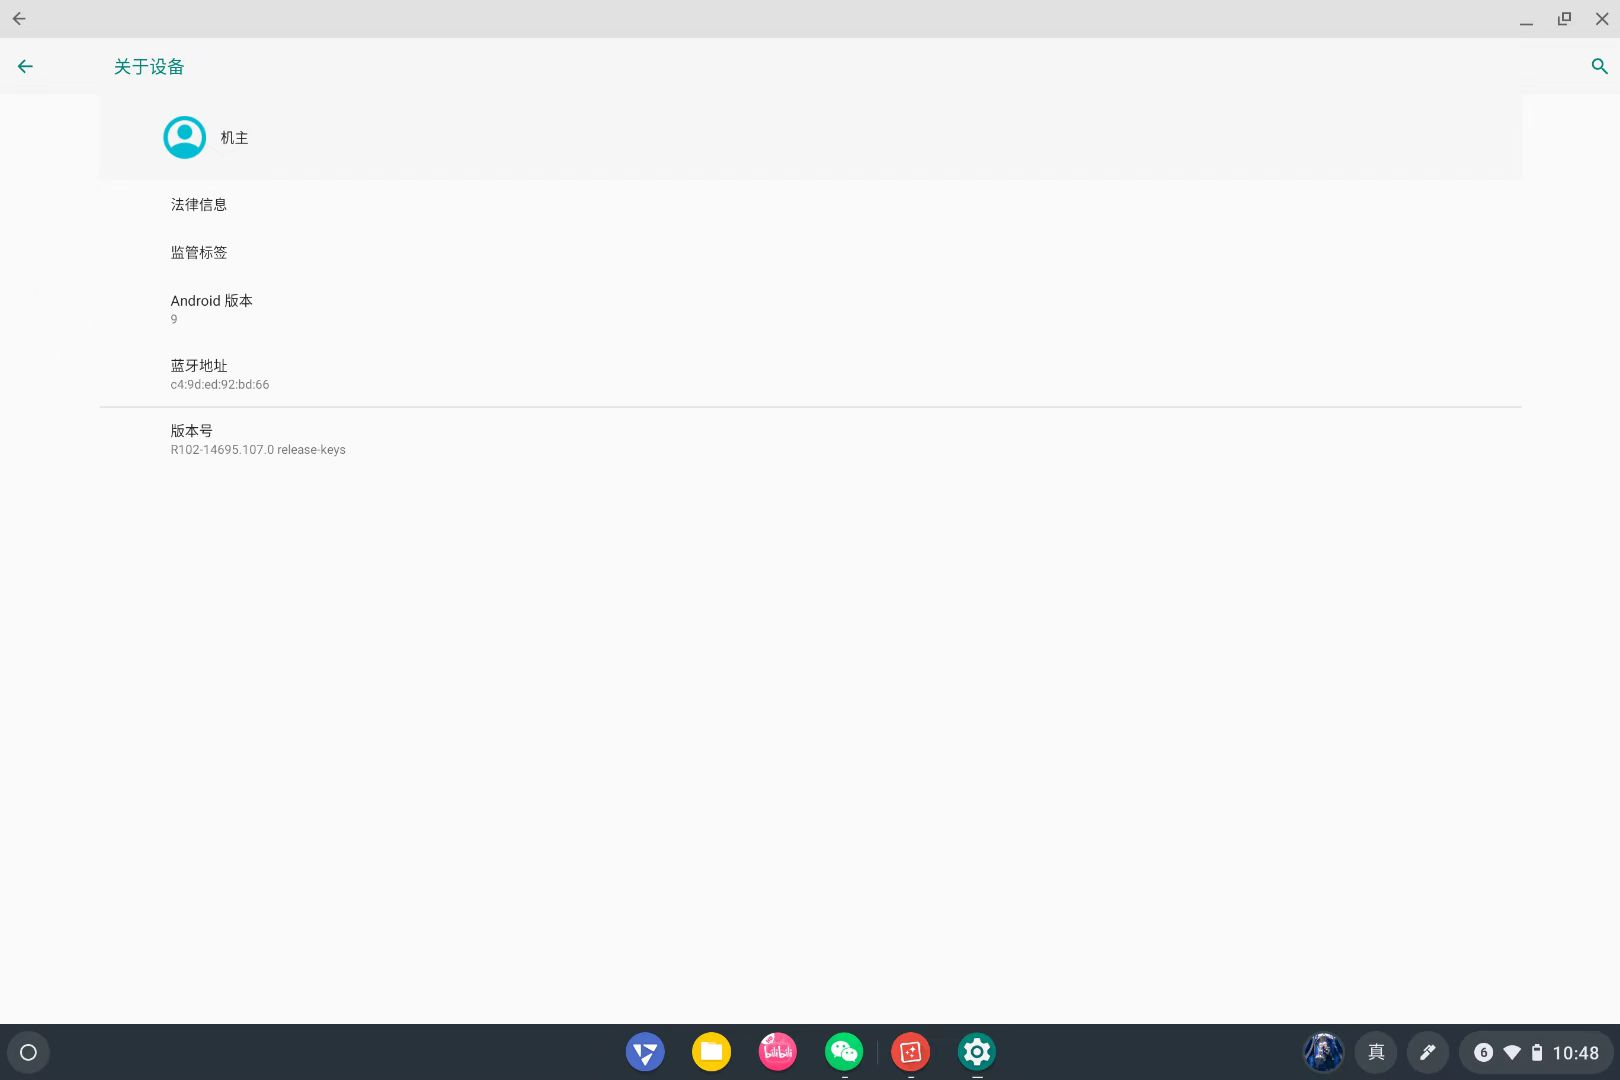 关于设备
机主
法律信息
监管标签
Android 版本
9
蓝牙地址
c4:9d:ed:92:bd:66
版本号
R102-14695.107.0 release-keys
bilibili
真
6
10:48